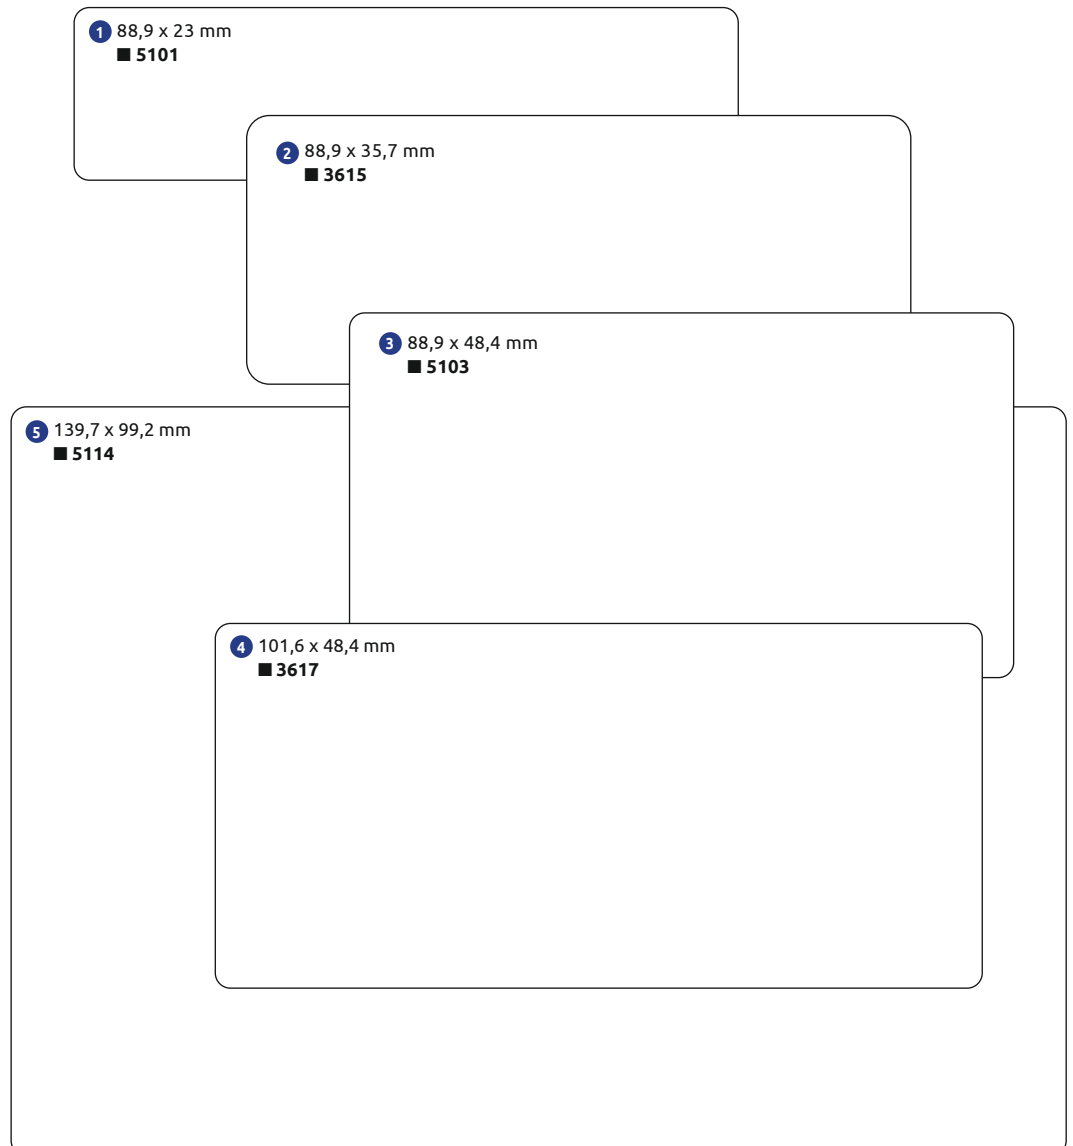 1 88,9 x 23 mm
■ 5101
2 88,9 x 35,7 mm
■ 3615
3 88,9 x 48,4 mm
■ 5103
5 139,7 x 99,2 mm
■ 5114
4 101,6 x 48,4 mm
■ 3617